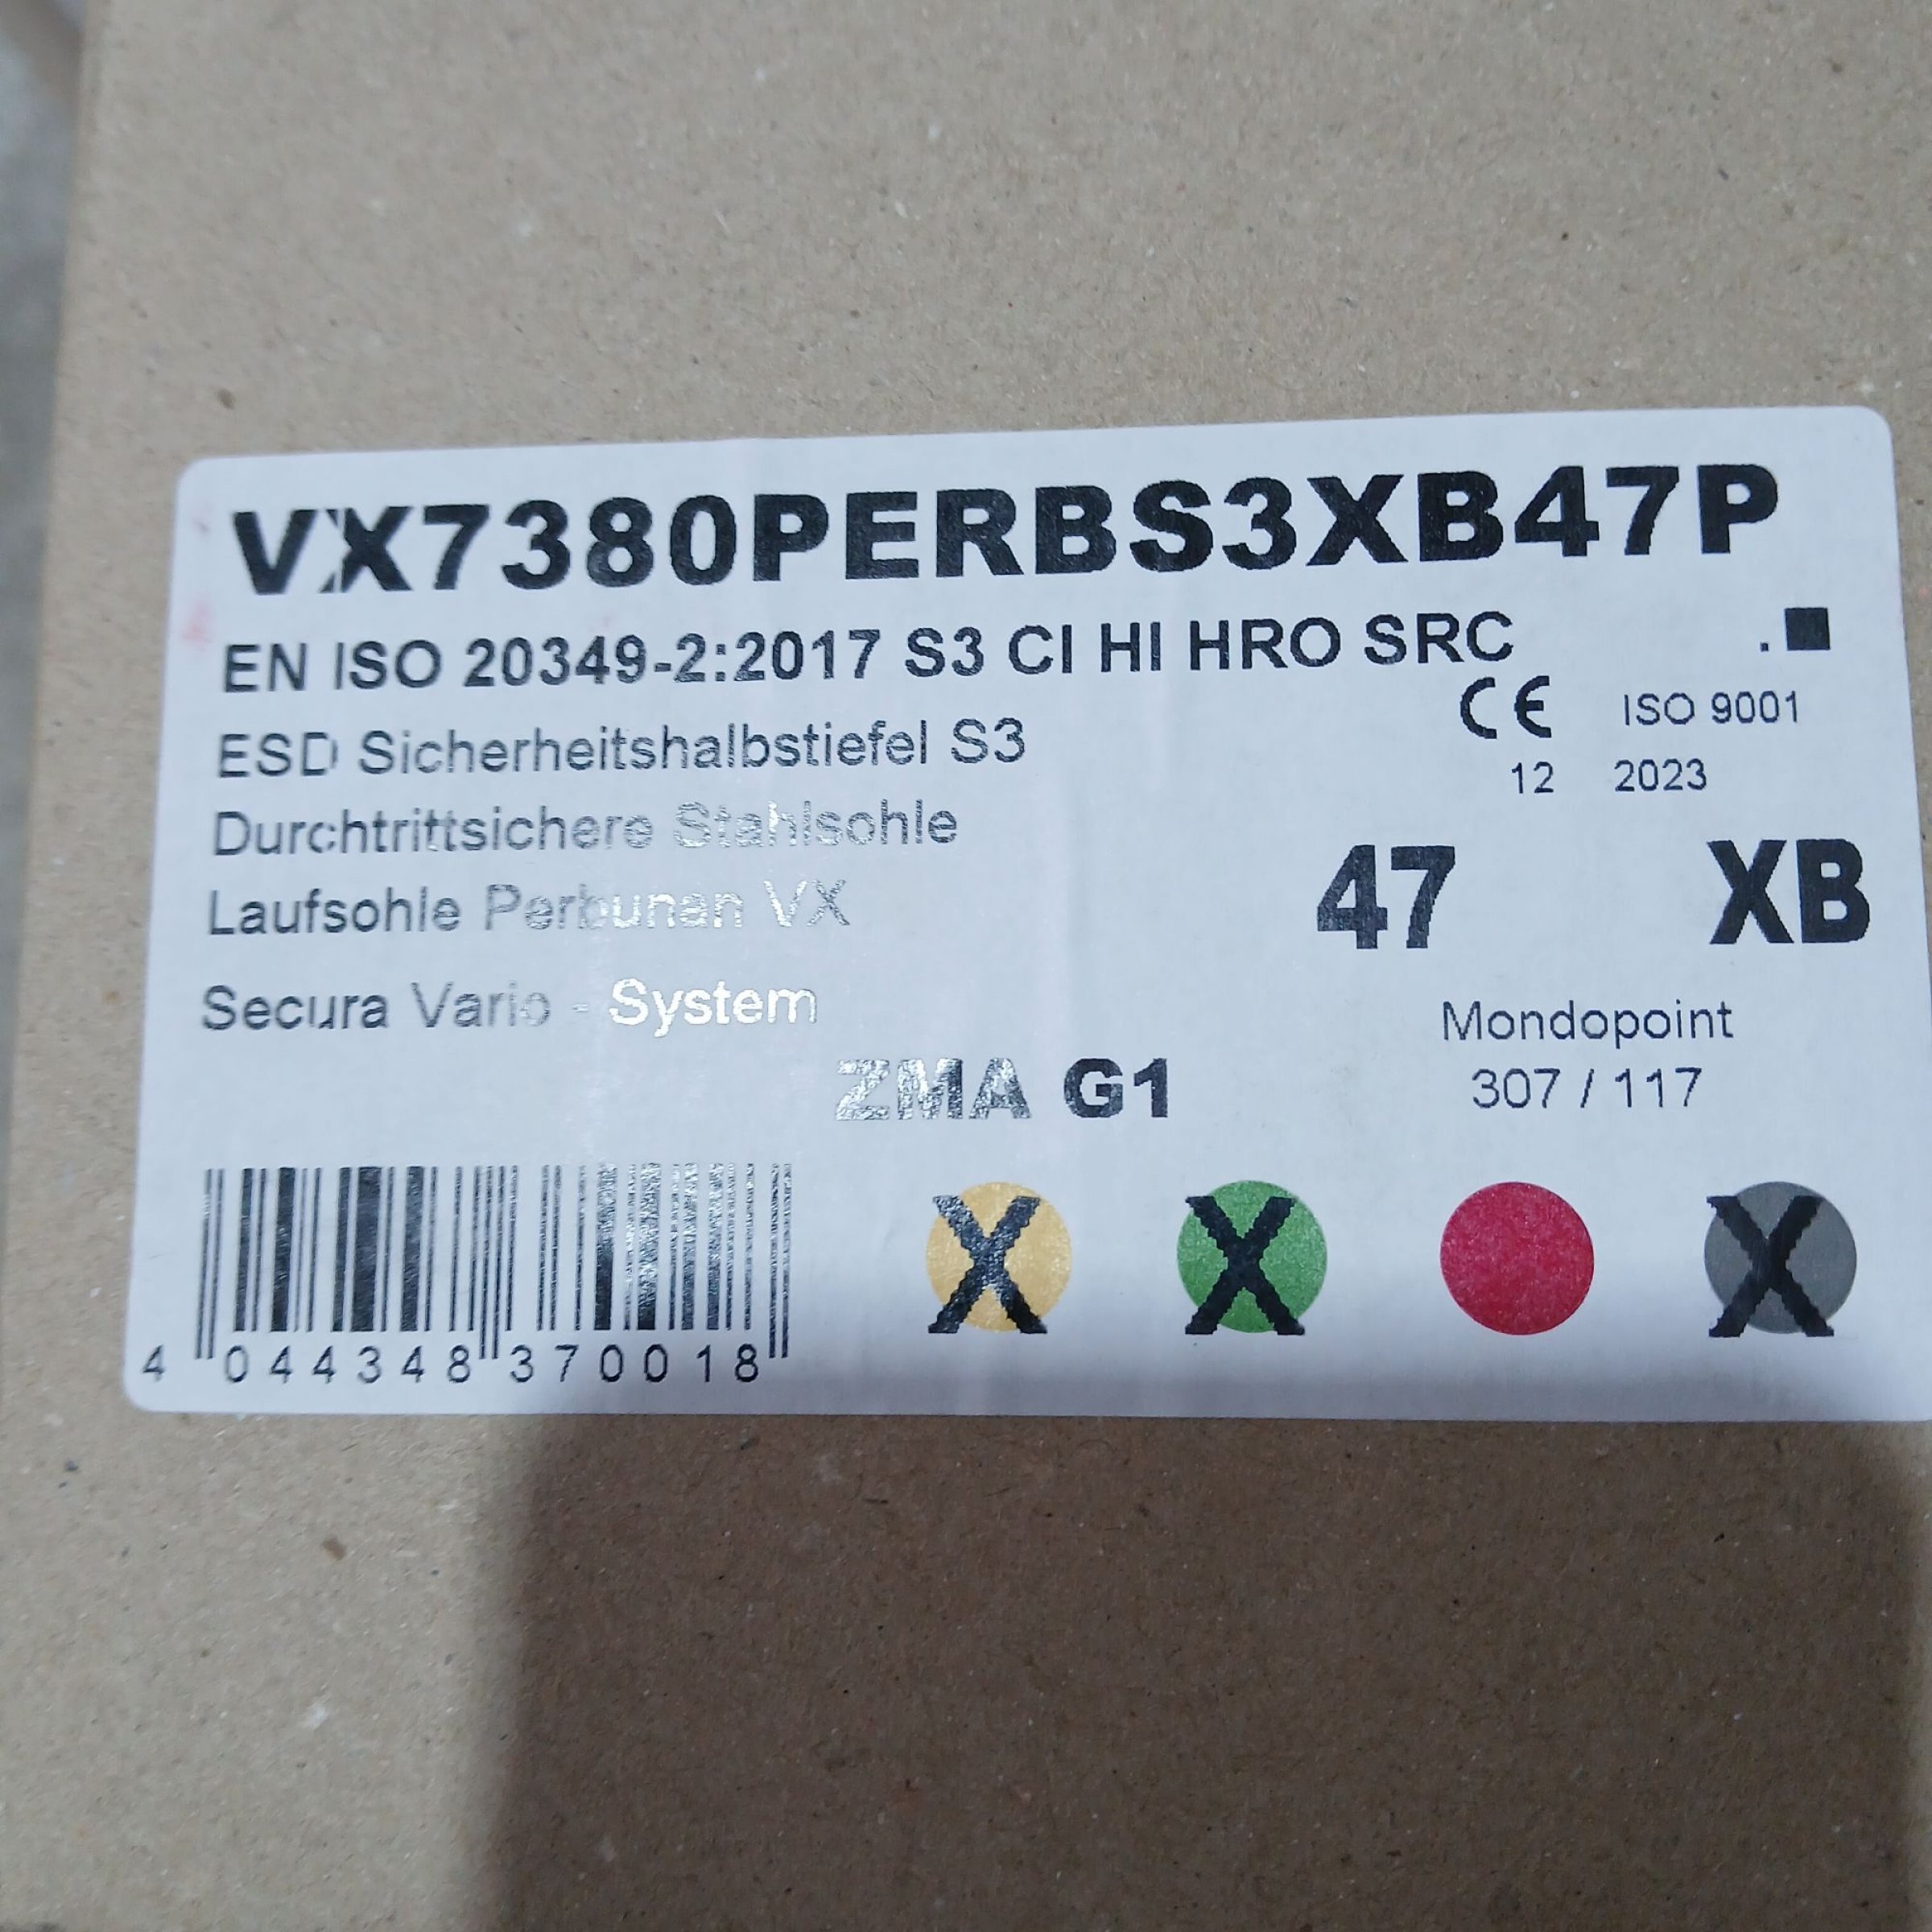 VX7380PERBS3XB47P
EN ISO 20349-2:2017 S3 CI HI HRO SRC
CE ISO 9001
ESD Sicherheitshalbstiefel S3
12 2023
Durchtrittsichere Stahlsohle
47 XB
Laufsohle Perbunan VX
Secura Vario - System
Mondopoint
307 / 117
ZMA G1
X X X
4 044348 370018